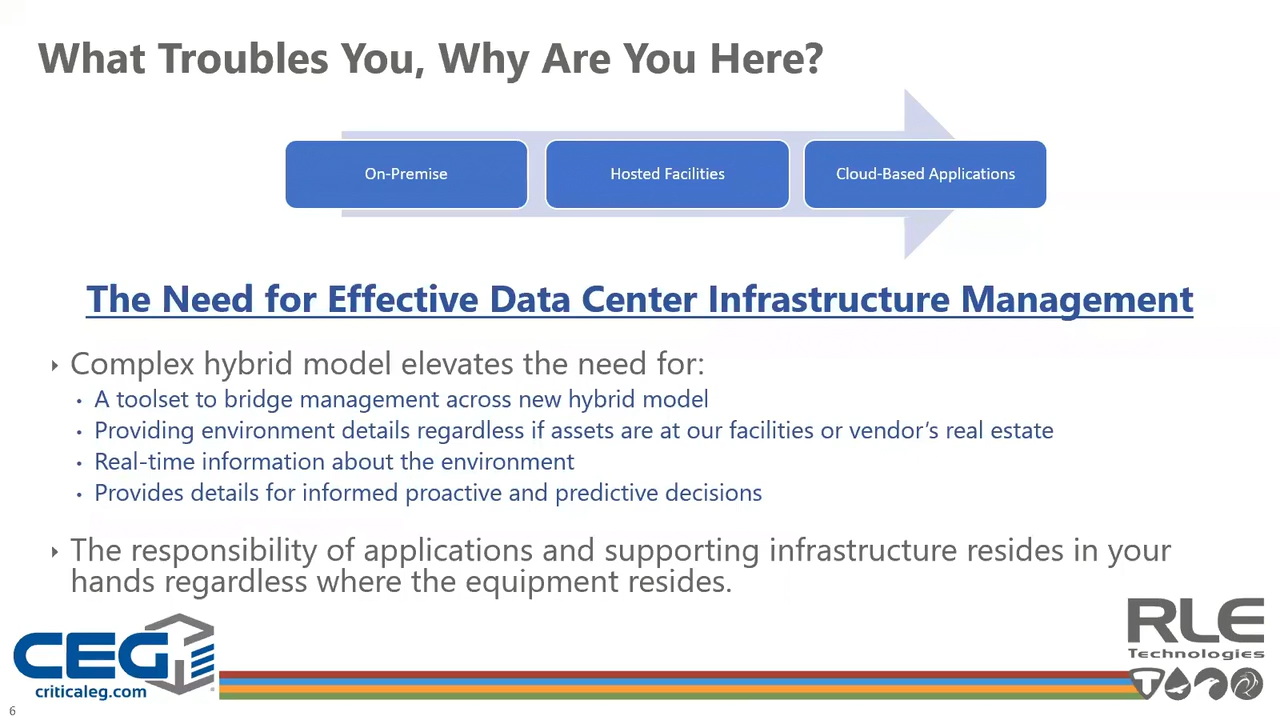 What Troubles You, Why Are You Here?
On-Premise
Hosted Facilities
Cloud-Based Applications
The Need for Effective Data Center Infrastructure Management
Complex hybrid model elevates the need for:
• A toolset to bridge management across new hybrid model
• Providing environment details regardless if assets are at our facilities or vendor’s real estate
• Real-time information about the environment
• Provides details for informed proactive and predictive decisions
The responsibility of applications and supporting infrastructure resides in your
hands regardless where the equipment resides.
CEG
criticaleg.com
RLE
Technologies
T
6